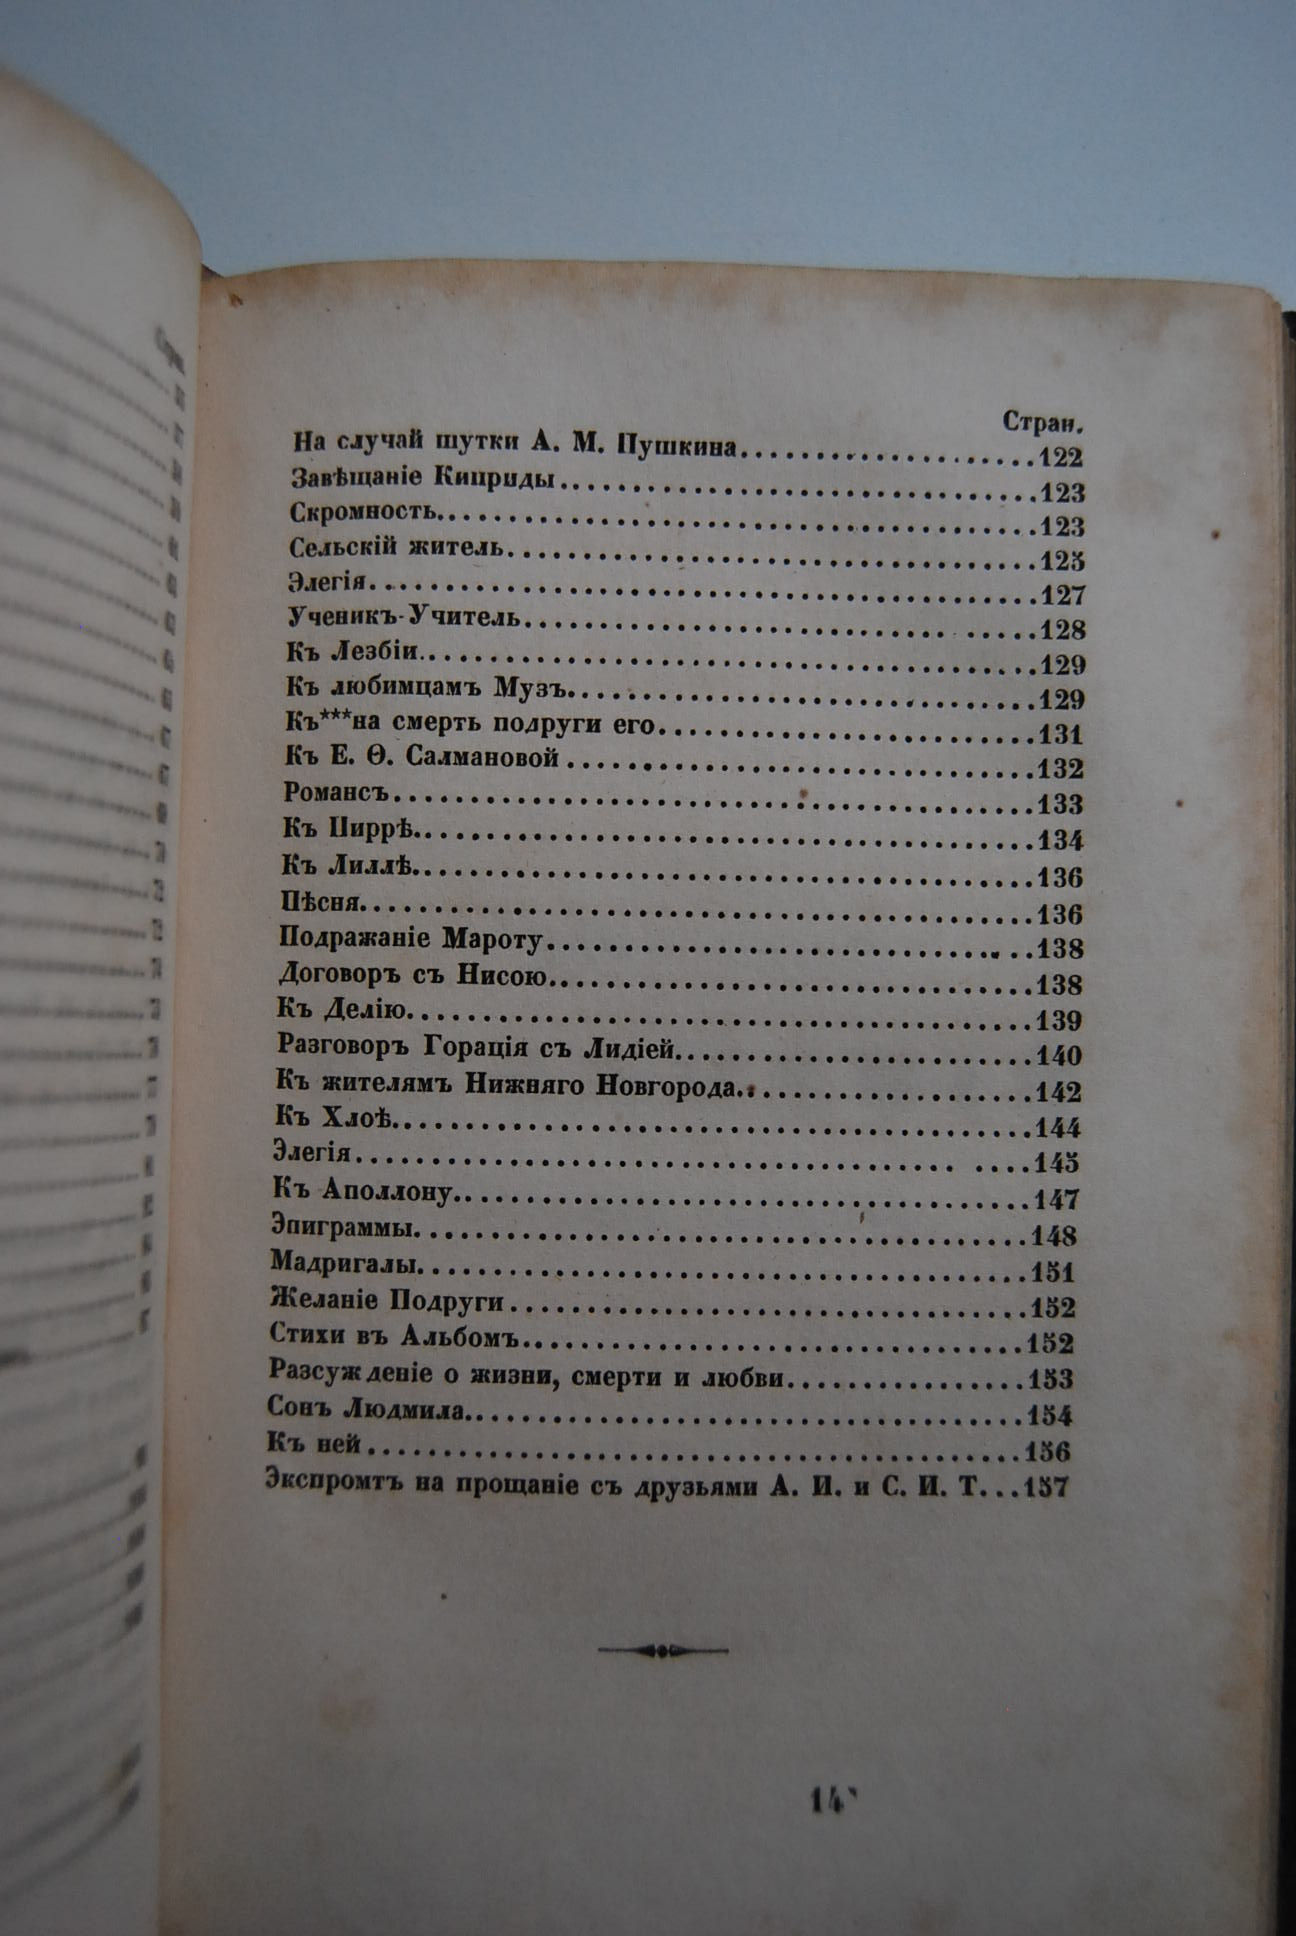 Стран.
На случай шутки А. М. Пушкина......................122
Завѣщаніе Киприды................................123
Скромность........................................123
Сельскій житель...................................125
Элегія............................................127
Ученикъ-Учитель..................................128
Къ Лезбіи.........................................129
Къ любимцамъ Музъ...............................129
Къ***на смерть подруги его.........................131
Къ Е. Ѳ. Салмановой...............................132
Романсъ...........................................133
Къ Пиррѣ..........................................134
Къ Лиллѣ..........................................136
Пѣсня.............................................136
Подражаніе Мароту.................................138
Договоръ съ Нисою.................................138
Къ Делію..........................................139
Разговоръ Горація съ Лидіей........................140
Къ жителямъ Нижняго Новгорода....................142
Къ Хлоѣ...........................................144
Элегія............................................145
Къ Аполлону.......................................147
Эпиграммы.........................................148
Мадригалы.........................................151
Желаніе Подруги...................................152
Стихи въ Альбомъ..................................152
Разсужденіе о жизни, смерти и любви................153
Сонъ Людмила......................................154
Къ ней............................................156
Экспромтъ на прощаніе съ друзьями А. И. и С. И. Т...157